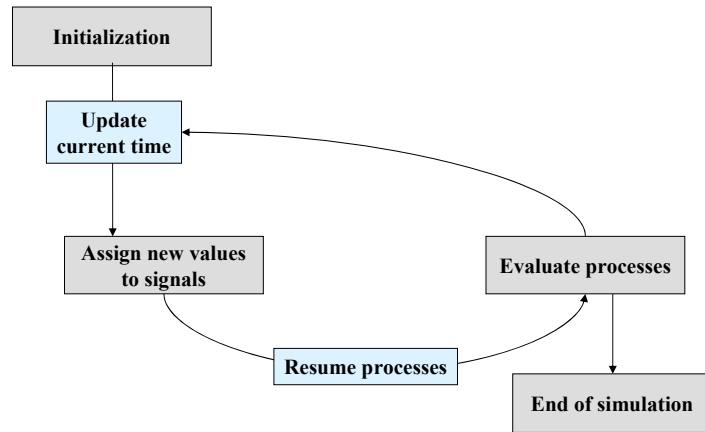 Initialization
Update
current time
Assign new values
to signals
Evaluate processes
Resume processes
End of simulation